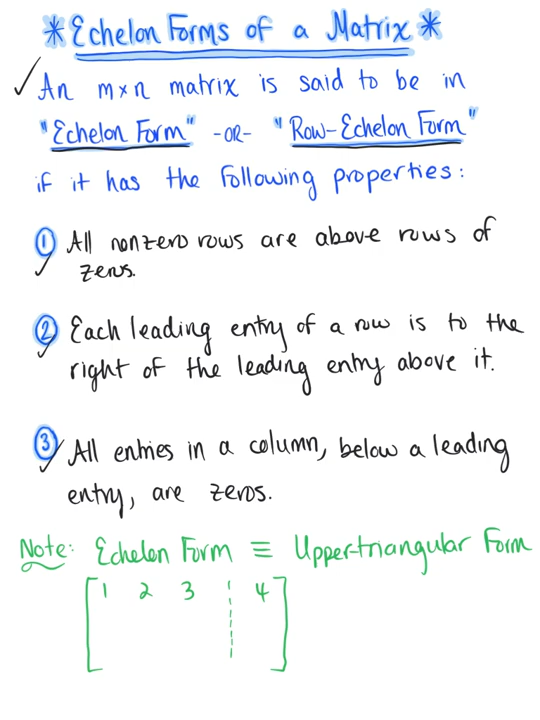 *Echelon Forms of a Matrix*
An m×n matrix is said to be in
"Echelon Form" -OR- "Row-Echelon Form"
if it has the following properties:
① All nonzero rows are above rows of
zeros.
② Each leading entry of a row is to the
right of the leading entry above it.
③ All entries in a column, below a leading
entry, are zeros.
Note: Echelon Form ≡ Upper-triangular Form
1 2 3 4